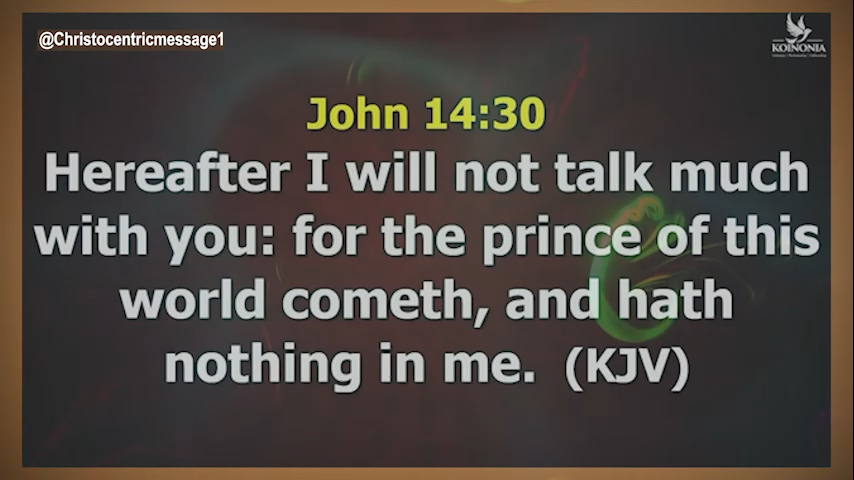 @Christocentricmessage1
KOINONIA
John 14:30
Hereafter I will not talk much
with you: for the prince of this
world cometh, and hath
nothing in me. (KJV)